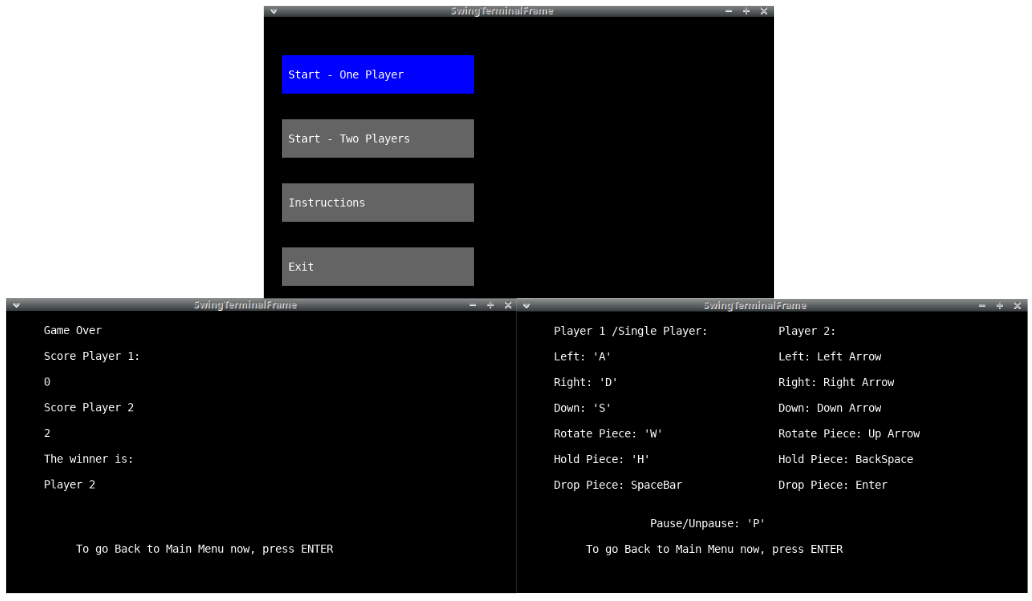 SwingTerminalFrame
Start - One Player
Start - Two Players
Instructions
Exit
SwingTerminalFrame
Game Over
Score Player 1:
0
Score Player 2
2
The winner is:
Player 2
To go Back to Main Menu now, press ENTER
SwingTerminalFrame
Player 1 /Single Player: Player 2:
Left: 'A' Left: Left Arrow
Right: 'D' Right: Right Arrow
Down: 'S' Down: Down Arrow
Rotate Piece: 'W' Rotate Piece: Up Arrow
Hold Piece: 'H' Hold Piece: BackSpace
Drop Piece: SpaceBar Drop Piece: Enter
Pause/Unpause: 'P'
To go Back to Main Menu now, press ENTER